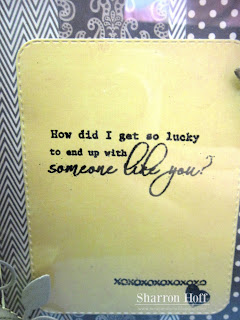 How did I get so lucky
to end up with
someone like you?
xoxoxoxoxoxoxo
Sharron Hoff